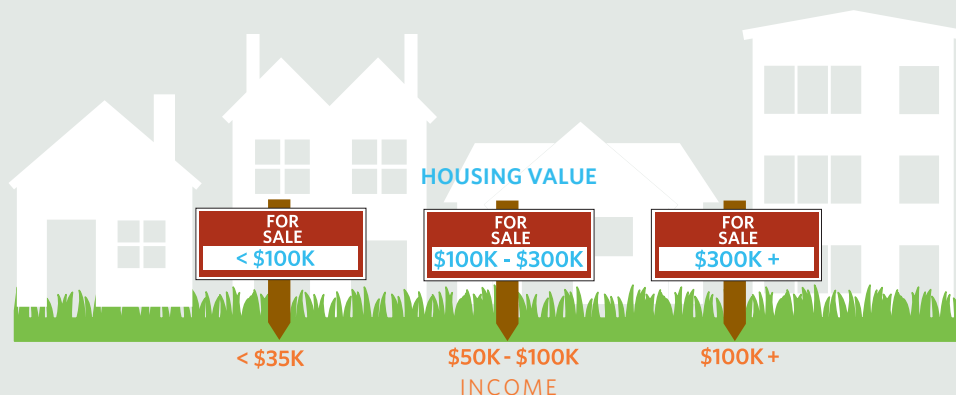 HOUSING VALUE
FOR
SALE
< $100K
FOR
SALE
$100K - $300K
FOR
SALE
$300K +
< $35K
$50K - $100K
$100K +
INCOME